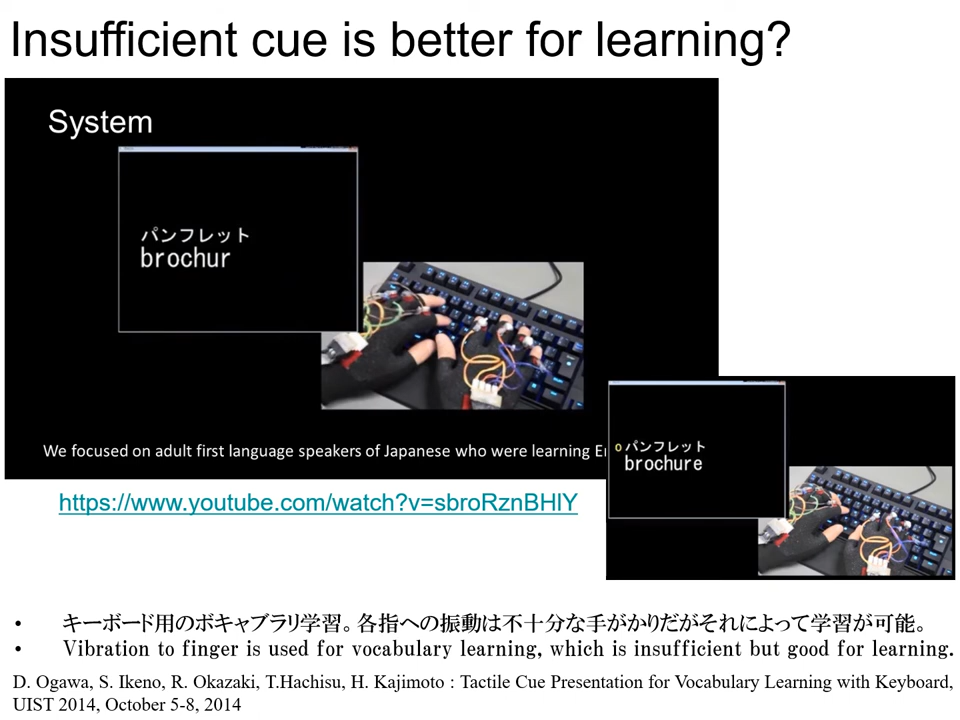 Insufficient cue is better for learning?
System
パンフレット
brochur
We focused on adult first language speakers of Japanese who were learning
o パンフレット
brochure
https://www.youtube.com/watch?v=sbroRznBHlY
• キーボード用のボキャブラリ学習。各指への振動は不十分な手がかりだがそれによって学習が可能。
• Vibration to finger is used for vocabulary learning, which is insufficient but good for learning.
D. Ogawa, S. Ikeno, R. Okazaki, T.Hachisu, H. Kajimoto : Tactile Cue Presentation for Vocabulary Learning with Keyboard,
UIST 2014, October 5-8, 2014